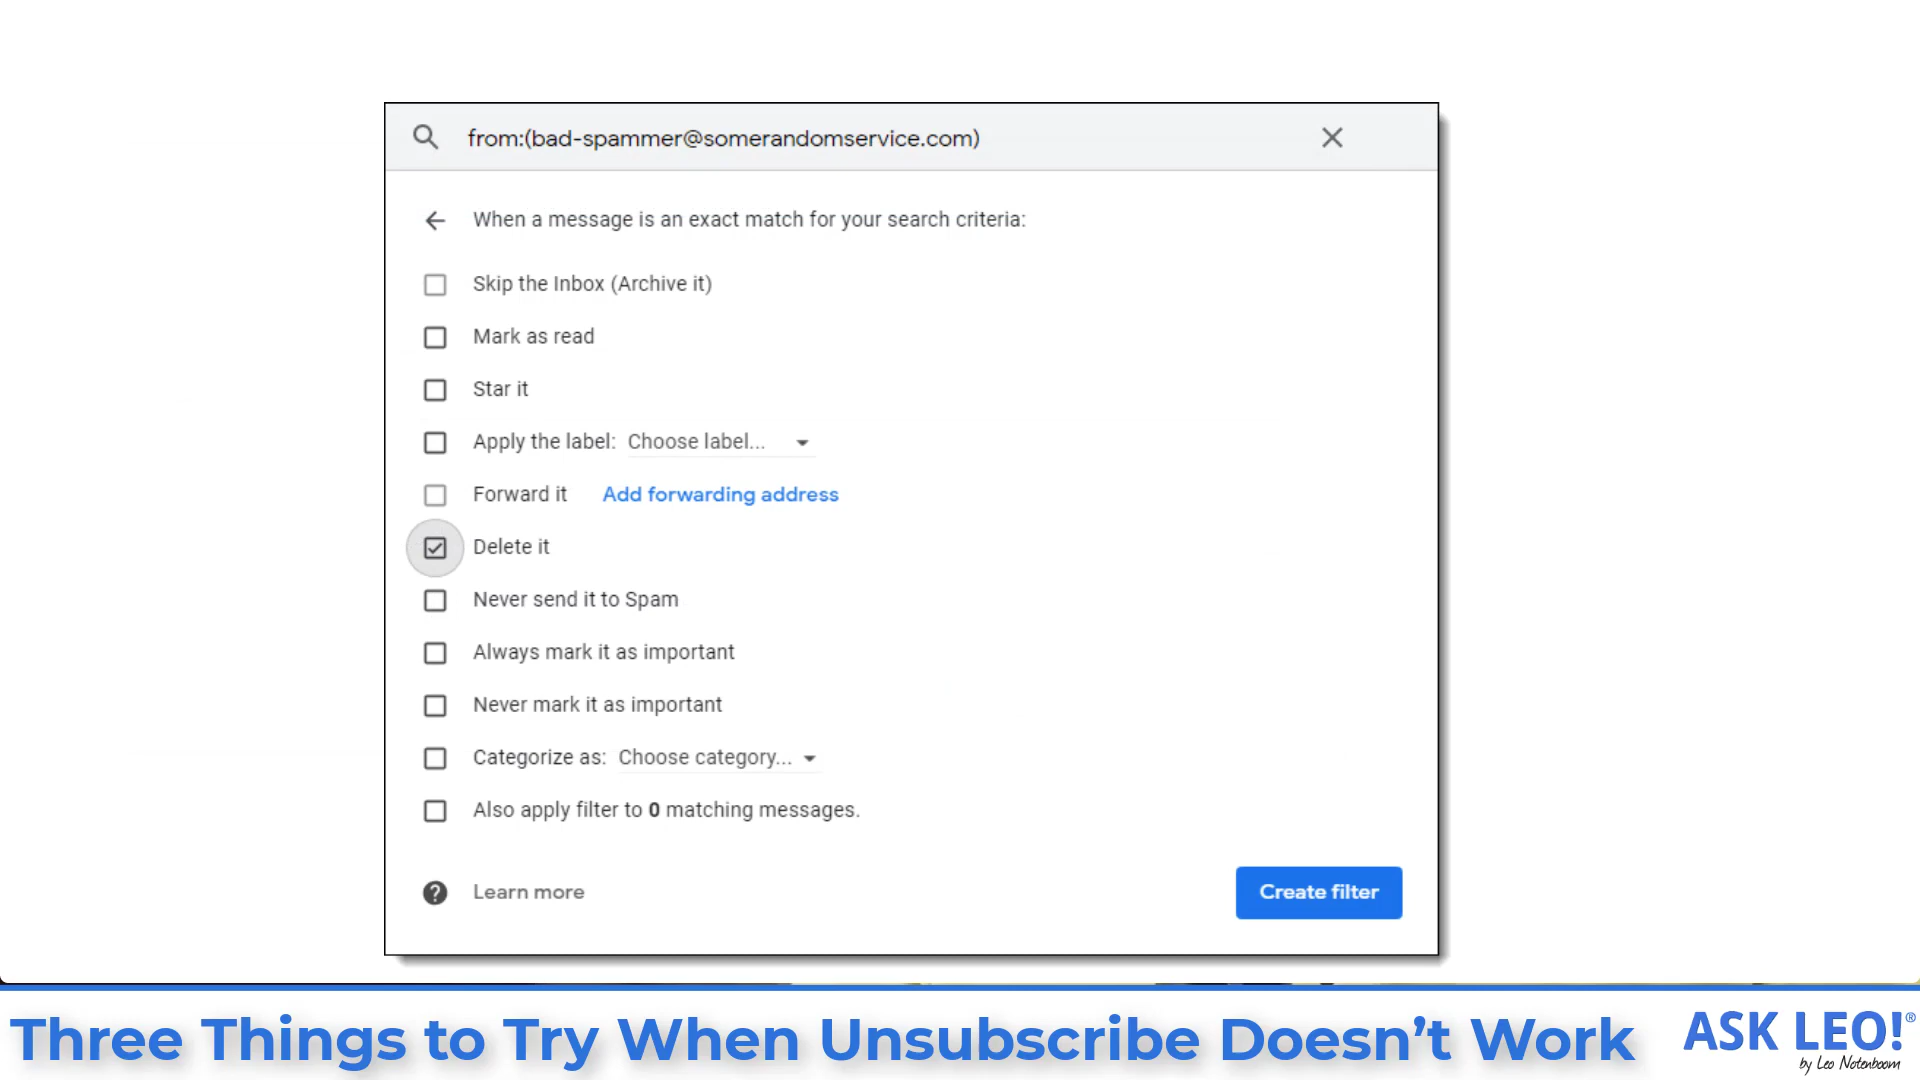 from:(bad-spammer@somerandomservice.com)
When a message is an exact match for your search criteria:
Skip the Inbox (Archive it)
Mark as read
Star it
Apply the label: Choose label...
Forward it Add forwarding address
Delete it
Never send it to Spam
Always mark it as important
Never mark it as important
Categorize as: Choose category...
Also apply filter to 0 matching messages.
Learn more
Create filter
Three Things to Try When Unsubscribe Doesn’t Work
ASK LEO!®
by Leo Notenboom